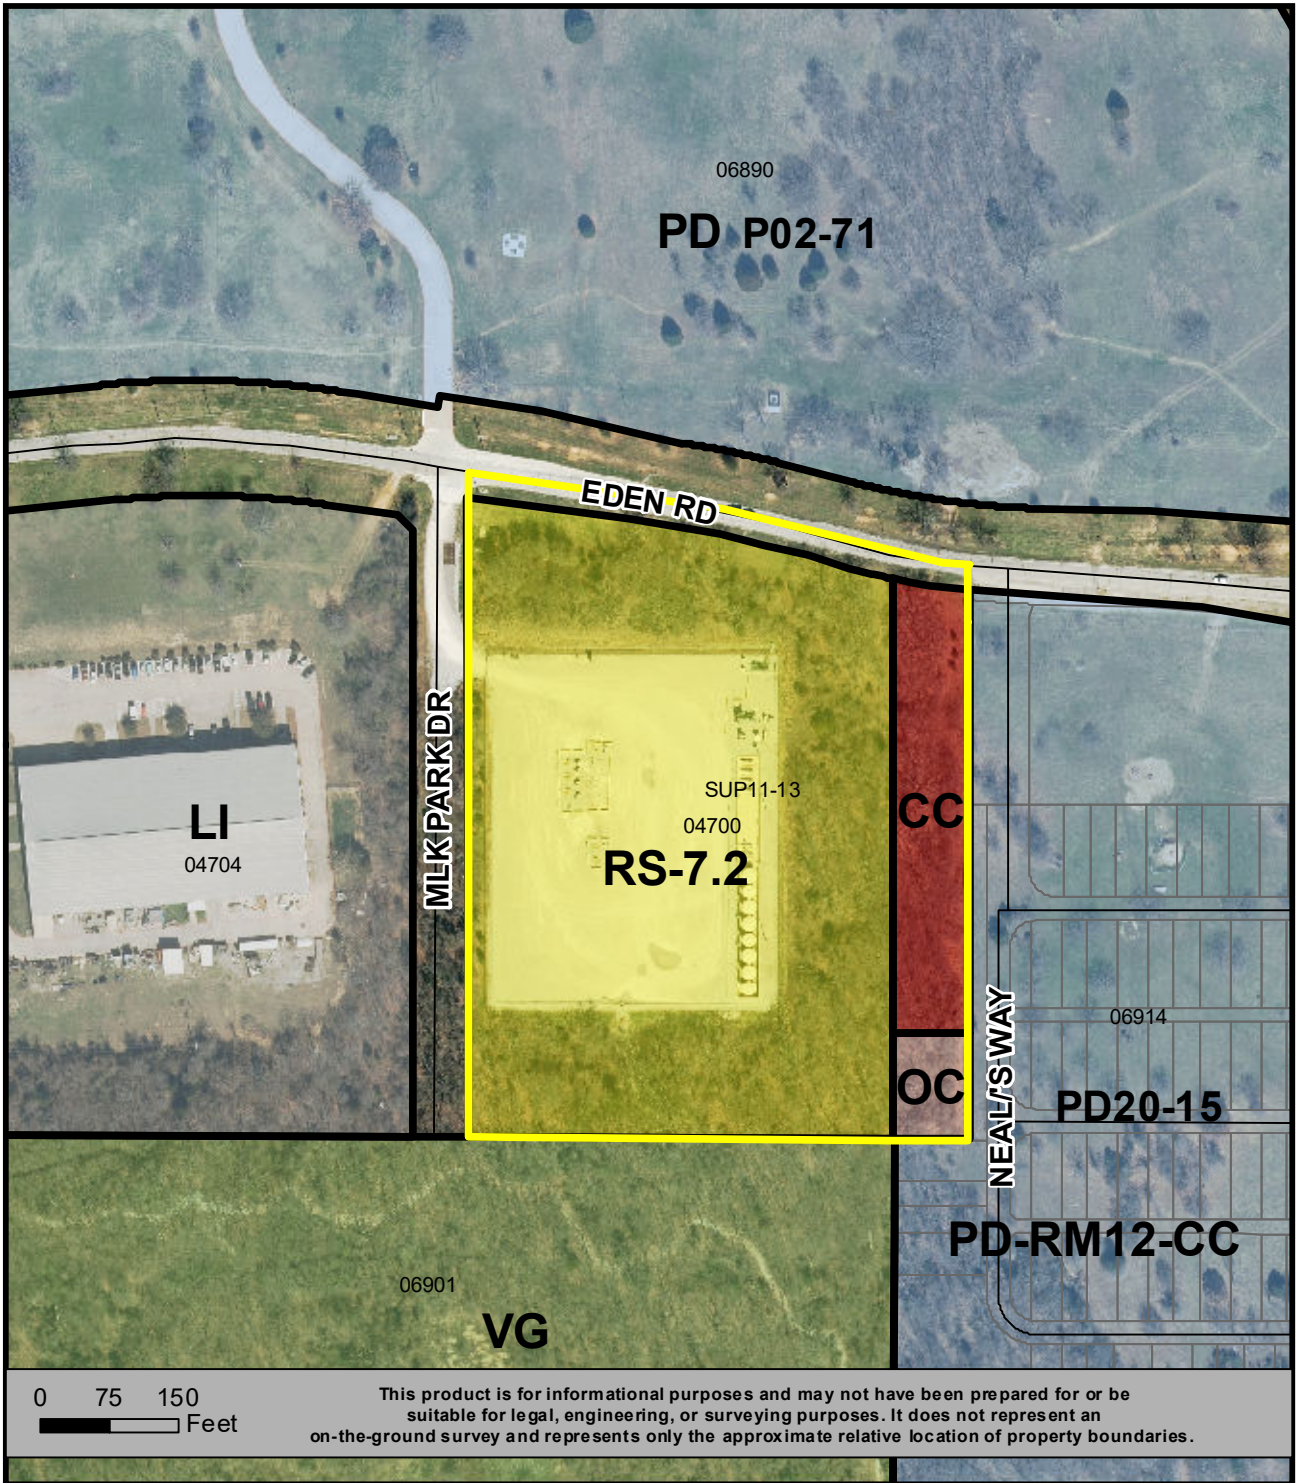 06890
PD P02-71
EDEN RD
MLK PARK DR
SUP11-13
04700
RS-7.2
CC
LI
04704
OC
NEAL/'S WAY
06914
PD20-15
PD-RM12-CC
06901
VG
0 75 150
Feet
This product is for informational purposes and may not have been prepared for or be
suitable for legal, engineering, or surveying purposes. It does not represent an
on-the-ground survey and represents only the approximate relative location of property boundaries.